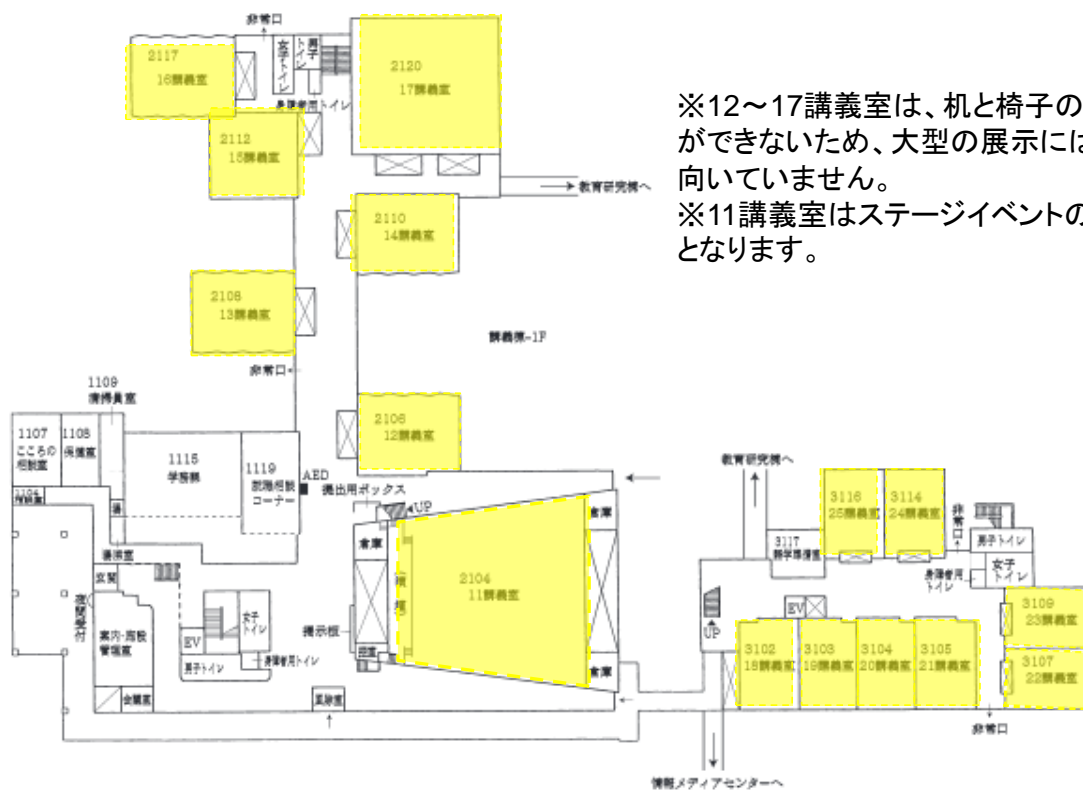 非常口
2117
16講義室
女子トイレ
男子トイレ
2120
17講義室
身障者用トイレ
2112
15講義室
※12～17講義室は、机と椅子の
ができないため、大型の展示には
向いていません。
※11講義室はステージイベントの
となります。
教育研究棟へ
2110
14講義室
2108
13講義室
講義棟-1F
非常口
1109
清掃員室
2106
12講義室
1107
こころの
相談室
1108
保健室
1115
学務課
1119
就職相談
コーナー
AED
提出用ボックス
UP
倉庫
倉庫
2104
11講義室
教育研究棟へ
3116
25講義室
3114
24講義室
非常口
男子トイレ
女子
トイレ
身障者用
トイレ
3117
湯沸室
玄関
夜間受付
案内・施設
管理室
EV
女子
トイレ
男子トイレ
身障者用トイレ
掲示板
倉庫
風除室
UP
EV
3102
18講義室
3103
19講義室
3104
20講義室
3105
21講義室
3109
23講義室
3107
22講義室
非常口
情報メディアセンターへ